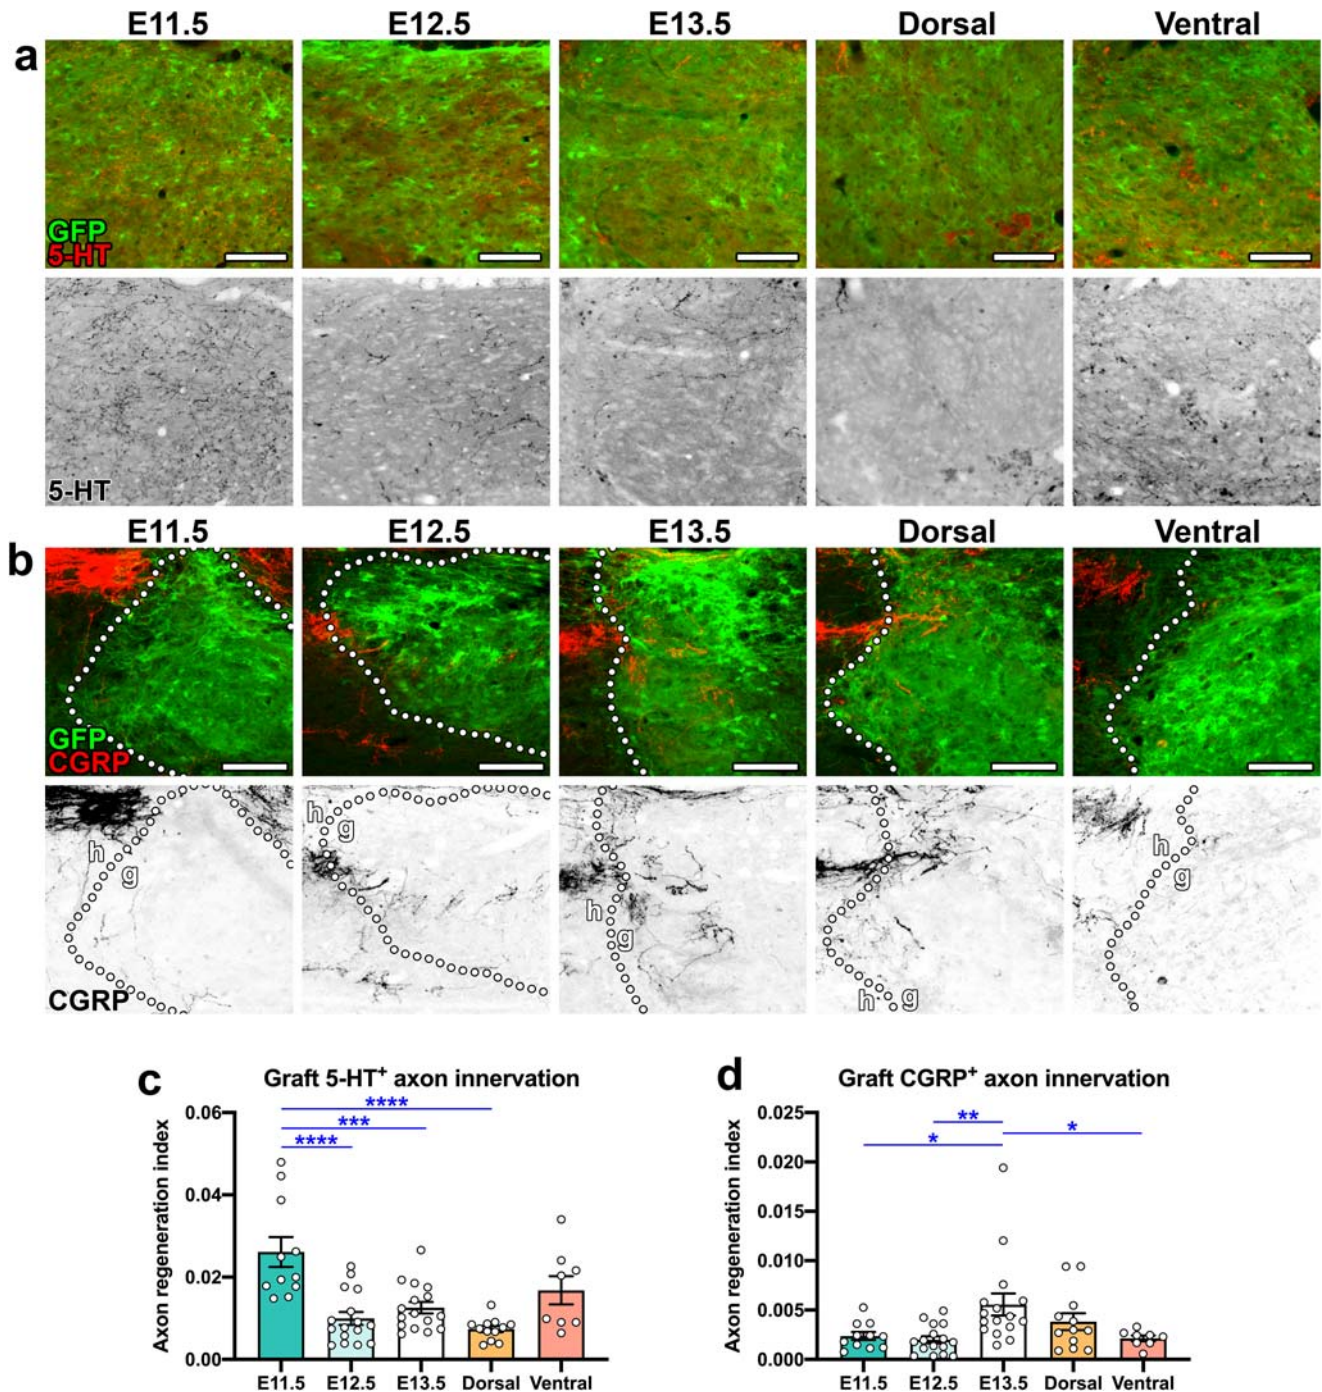 E11.5 E12.5 E13.5 Dorsal Ventral
a
GFP
5-HT
5-HT
E11.5 E12.5 E13.5 Dorsal Ventral
b
GFP
CGRP
h g h g h g h g h g
CGRP
c
Graft 5-HT+ axon innervation
****
***
****
Axon regeneration index
0.06
0.04
0.02
0.00
E11.5 E12.5 E13.5 Dorsal Ventral
d
Graft CGRP+ axon innervation
**
*
*
Axon regeneration index
0.025
0.020
0.015
0.010
0.005
0.000
E11.5 E12.5 E13.5 Dorsal Ventral